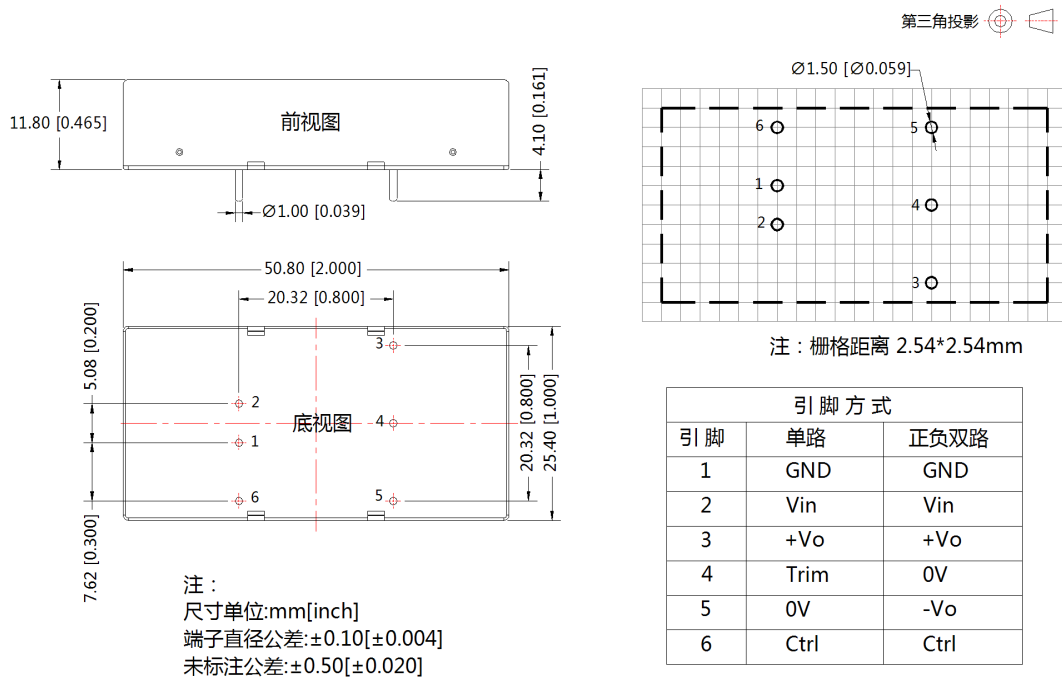 第三角投影
11.80 [0.465]
前视图
4.10 [0.161]
Ø1.00 [0.039]
Ø1.50 [Ø0.059]
6
5
1
4
2
3
注：栅格距离 2.54*2.54mm
50.80 [2.000]
20.32 [0.800]
5.08 [0.200]
7.62 [0.300]
3
2
底视图
4
1
6
5
20.32 [0.800]
25.40 [1.000]
注：
尺寸单位:mm[inch]
端子直径公差:±0.10[±0.004]
未标注公差:±0.50[±0.020]
引 脚 方 式
引 脚 单路 正负双路
1 GND GND
2 Vin Vin
3 +Vo +Vo
4 Trim 0V
5 0V -Vo
6 Ctrl Ctrl